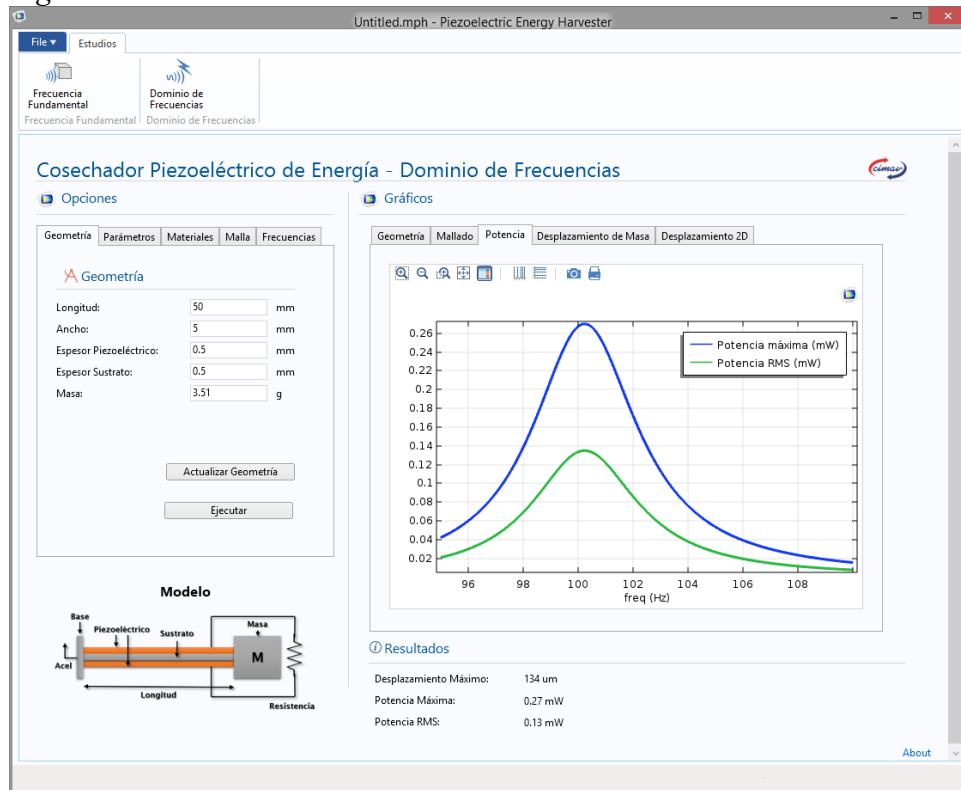 Untitled.mph - Piezoelectric Energy Harvester
File
Estudios
Frecuencia
Fundamental
Dominio de
Frecuencias
Frecuencia Fundamental
Dominio de Frecuencias
Cosechador Piezoeléctrico de Energía - Dominio de Frecuencias
cimav
Opciones
Geometría Parámetros Materiales Malla Frecuencias
Geometría
Longitud: 50 mm
Ancho: 5 mm
Espesor Piezoeléctrico: 0.5 mm
Espesor Sustrato: 0.5 mm
Masa: 3.51 g
Actualizar Geometría
Ejecutar
Modelo
Base
Piezoeléctrico
Sustrato
Masa
M
Acel
Longitud
Resistencia
Gráficos
Geometría Mallado Potencia Desplazamiento de Masa Desplazamiento 2D
Potencia máxima (mW)
Potencia RMS (mW)
0.26
0.24
0.22
0.2
0.18
0.16
0.14
0.12
0.1
0.08
0.06
0.04
0.02
96 98 100 102 104 106 108
freq (Hz)
Resultados
Desplazamiento Máximo: 134 um
Potencia Máxima: 0.27 mW
Potencia RMS: 0.13 mW
About